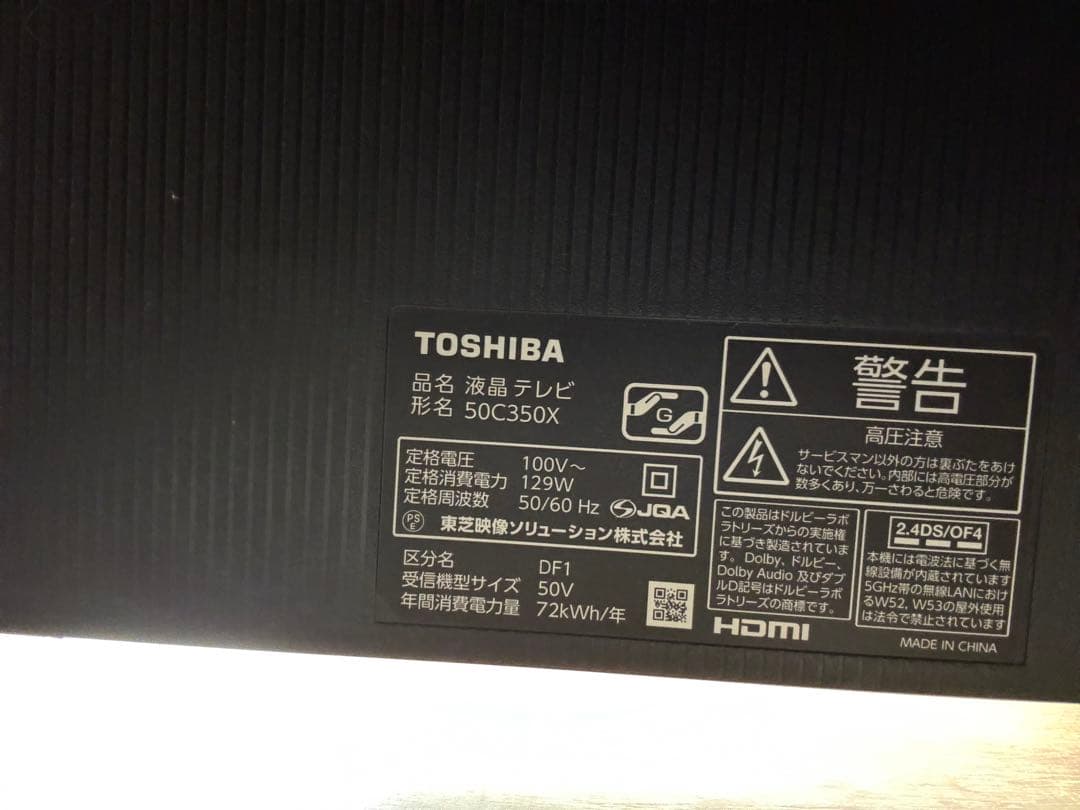 TOSHIBA
品名 液晶 テレビ
形名 50C350X
G
定格電圧 100V～
定格消費電力 129W
定格周波数 50/60 Hz
JQA
PSE
東芝映像ソリューション株式会社
区分名 DF1
受信機型サイズ 50V
年間消費電力量 72kWh/年
警告
高圧注意
サービスマン以外の方は裏ぶたをあけ
ないでください。内部には高電圧部分が
数多くあり、万一さわると危険です。
この製品はドルビーラボ
ラトリーズからの実施権
に基づき製造されていま
す。 Dolby、ドルビー、
Dolby Audio 及びダブ
ルD記号はドルビーラボ
ラトリーズの商標です。
2.4DS/OF4
本機には電波法に基づく無
線設備が内蔵されています
5GHz帯の無線LANにおけ
るW52, W53の屋外使用
は法令で禁止されています
HDMI
MADE IN CHINA